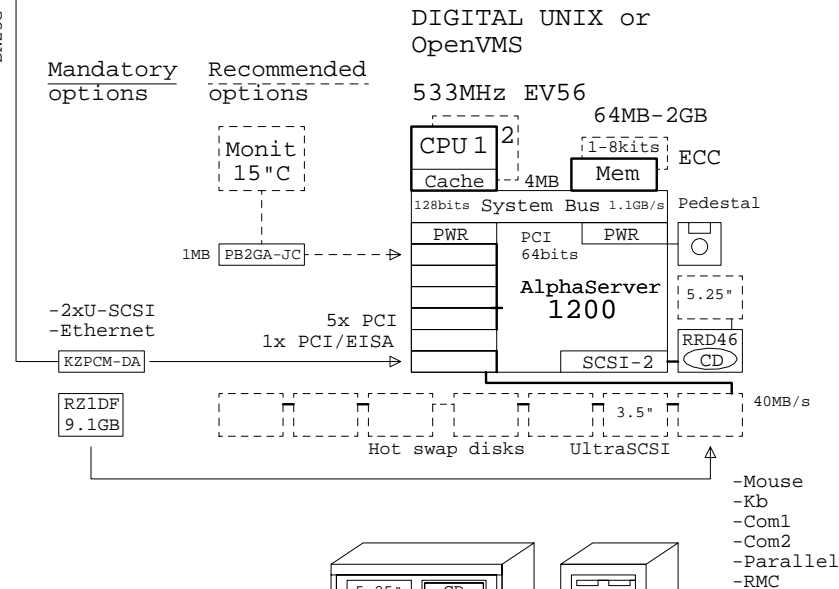 DIGITAL UNIX or
OpenVMS
Mandatory
options
Recommended
options
533MHz EV56
64MB-2GB
Monit
15"C
CPU 1
2
Cache
4MB
1-8kits
Mem
ECC
128bits System Bus 1.1GB/s
Pedestal
PWR
PCI
64bits
PWR
1MB
PB2GA-JC
AlphaServer
1200
5.25"
-2xU-SCSI
-Ethernet
5x PCI
1x PCI/EISA
KZPCM-DA
SCSI-2
RRD46
CD
RZ1DF
9.1GB
3.5"
40MB/s
Hot swap disks
UltraSCSI
-Mouse
-Kb
-Com1
-Com2
-Parallel
-RMC
5.25"
CD